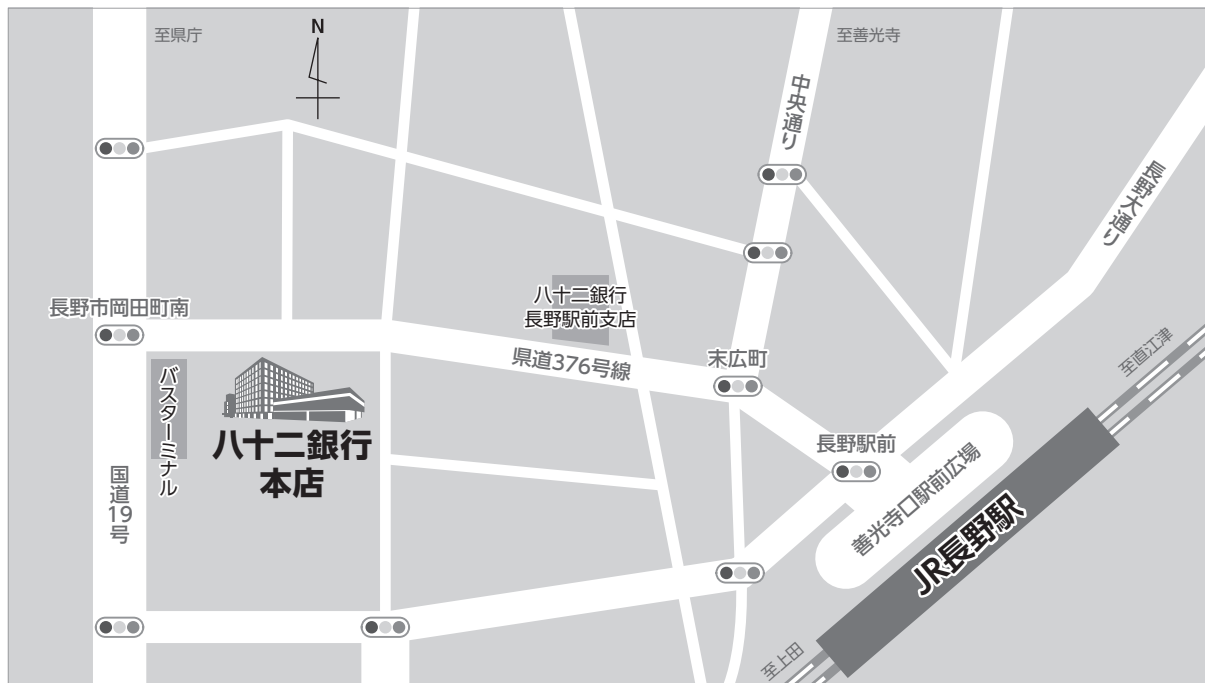 至県庁
N
至善光寺
中央通り
長野大通り
八十二銀行
長野駅前支店
長野市岡田町南
県道376号線
末広町
至直江津
バスターミナル
八十二銀行
本店
長野駅前
国道19号
善光寺口駅前広場
JR長野駅
至上田